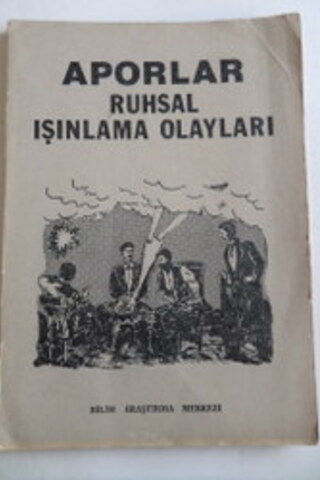 APORLAR
RUHSAL
IŞINLAMA OLAYLARI
BİLİM ARAŞTIRMA MERKEZİ